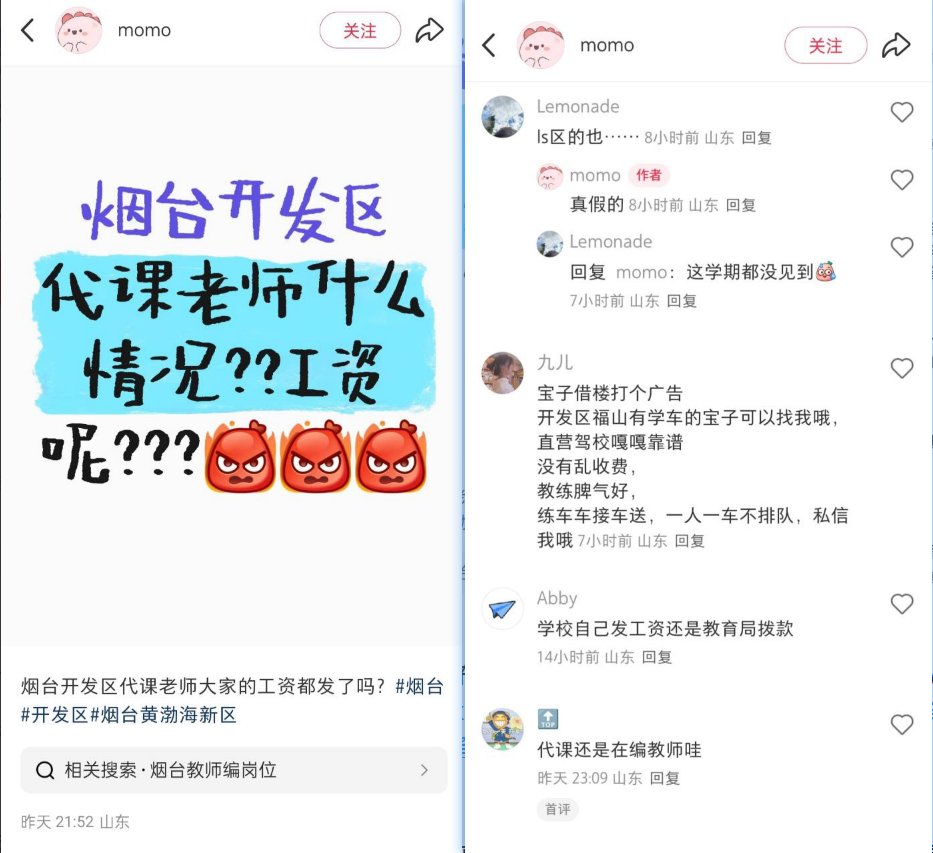 momo
关注
烟台开发区
代课老师什么
情况??工资
呢???
烟台开发区代课老师大家的工资都发了吗？#烟台
#开发区#烟台黄渤海新区
相关搜索·烟台教师编岗位
昨天 21:52 山东
momo
关注
Lemonade
ls区的也⋯⋯ 8小时前 山东 回复
momo 作者
真假的 8小时前 山东 回复
Lemonade
回复 momo：这学期都没见到
7小时前 山东 回复
九儿
宝子借楼打个广告
开发区福山有学车的宝子可以找我哦，
直营驾校嘎嘎靠谱
没有乱收费，
教练脾气好，
练车车接车送，一人一车不排队，私信
我哦 7小时前 山东 回复
Abby
学校自己发工资还是教育局拨款
14小时前 山东 回复
TOP
代课还是在编教师哇
昨天 23:09 山东 回复
首评